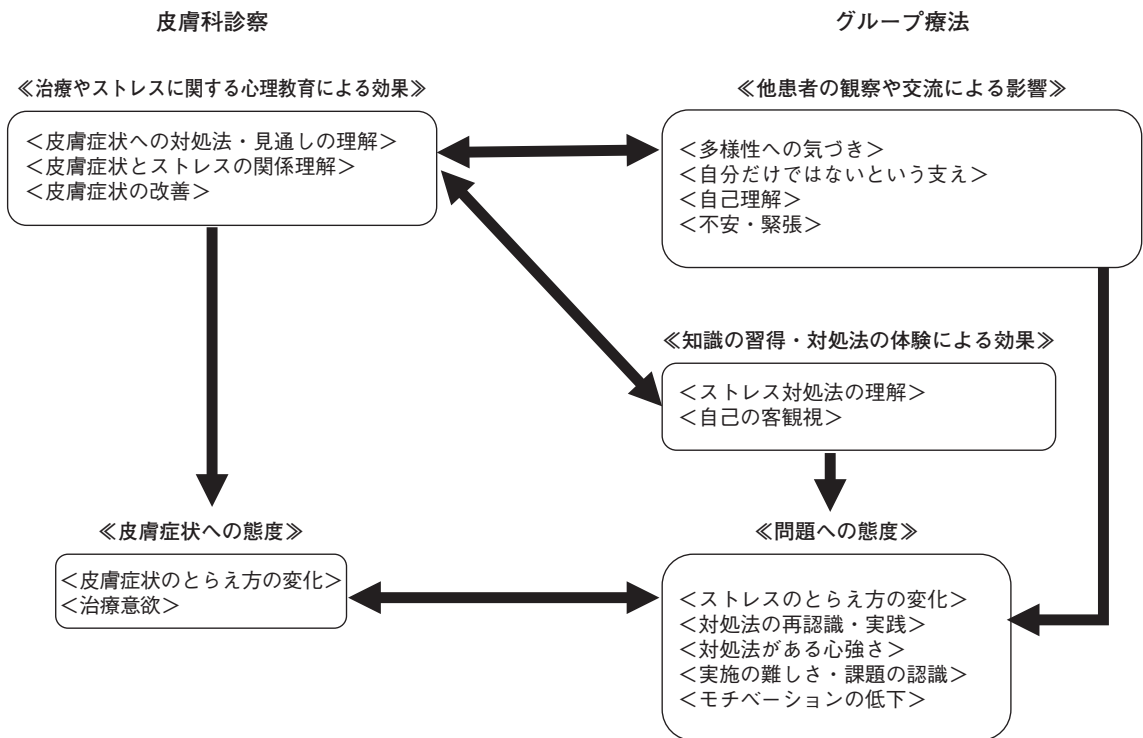 皮膚科診察
グループ療法
≪治療やストレスに関する心理教育による効果≫
＜皮膚症状への対処法・見通しの理解＞
＜皮膚症状とストレスの関係理解＞
＜皮膚症状の改善＞
≪他患者の観察や交流による影響≫
＜多様性への気づき＞
＜自分だけではないという支え＞
＜自己理解＞
＜不安・緊張＞
≪知識の習得・対処法の体験による効果≫
＜ストレス対処法の理解＞
＜自己の客観視＞
≪皮膚症状への態度≫
＜皮膚症状のとらえ方の変化＞
＜治療意欲＞
≪問題への態度≫
＜ストレスのとらえ方の変化＞
＜対処法の再認識・実践＞
＜対処法がある心強さ＞
＜実施の難しさ・課題の認識＞
＜モチベーションの低下＞